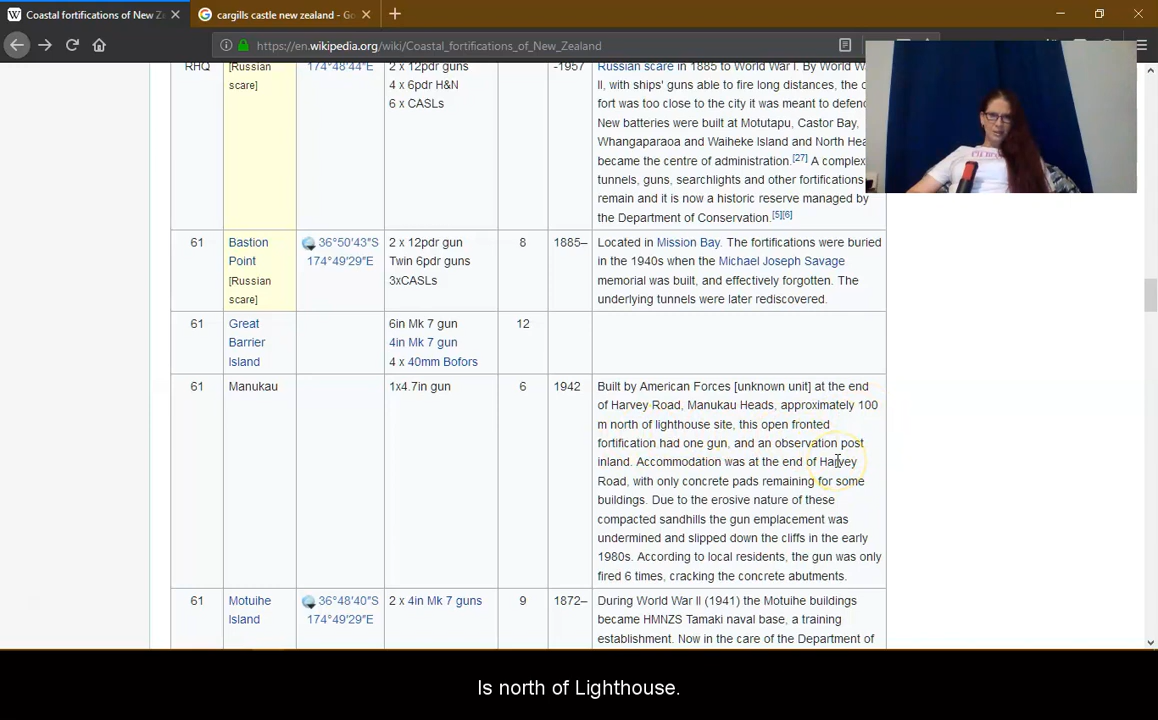 Coastal fortifications of New Z
cargills castle new zealand - Go
https://en.wikipedia.org/wiki/Coastal_fortifications_of_New_Zealand
RHQ [Russian 174°48′44″E 2 x 12pdr guns -1957 Russian scare in 1885 to World War I. By World W
scare] 4 x 6pdr H&N II, with ships' guns able to fire long distances, the o
6 x CASLs fort was too close to the city it was meant to defend
New batteries were built at Motutapu, Castor Bay,
Whangaparaoa and Waiheke Island and North Hea
became the centre of administration.[27] A complex
tunnels, guns, searchlights and other fortifications
remain and it is now a historic reserve managed by
the Department of Conservation.[5][6]
61 Bastion 36°50′43″S 2 x 12pdr gun 8 1885– Located in Mission Bay. The fortifications were buried
Point 174°49′29″E Twin 6pdr guns in the 1940s when the Michael Joseph Savage
[Russian 3xCASLs memorial was built, and effectively forgotten. The
scare] underlying tunnels were later rediscovered.
61 Great 6in Mk 7 gun 12
Barrier 4in Mk 7 gun
Island 4 x 40mm Bofors
61 Manukau 1x4.7in gun 6 1942 Built by American Forces [unknown unit] at the end
of Harvey Road, Manukau Heads, approximately 100
m north of lighthouse site, this open fronted
fortification had one gun, and an observation post
inland. Accommodation was at the end of Harvey
Road, with only concrete pads remaining for some
buildings. Due to the erosive nature of these
compacted sandhills the gun emplacement was
undermined and slipped down the cliffs in the early
1980s. According to local residents, the gun was only
fired 6 times, cracking the concrete abutments.
61 Motuihe 36°48′40″S 2 x 4in Mk 7 guns 9 1872– During World War II (1941) the Motuihe buildings
Island 174°49′29″E became HMNZS Tamaki naval base, a training
establishment. Now in the care of the Department of
Is north of Lighthouse.